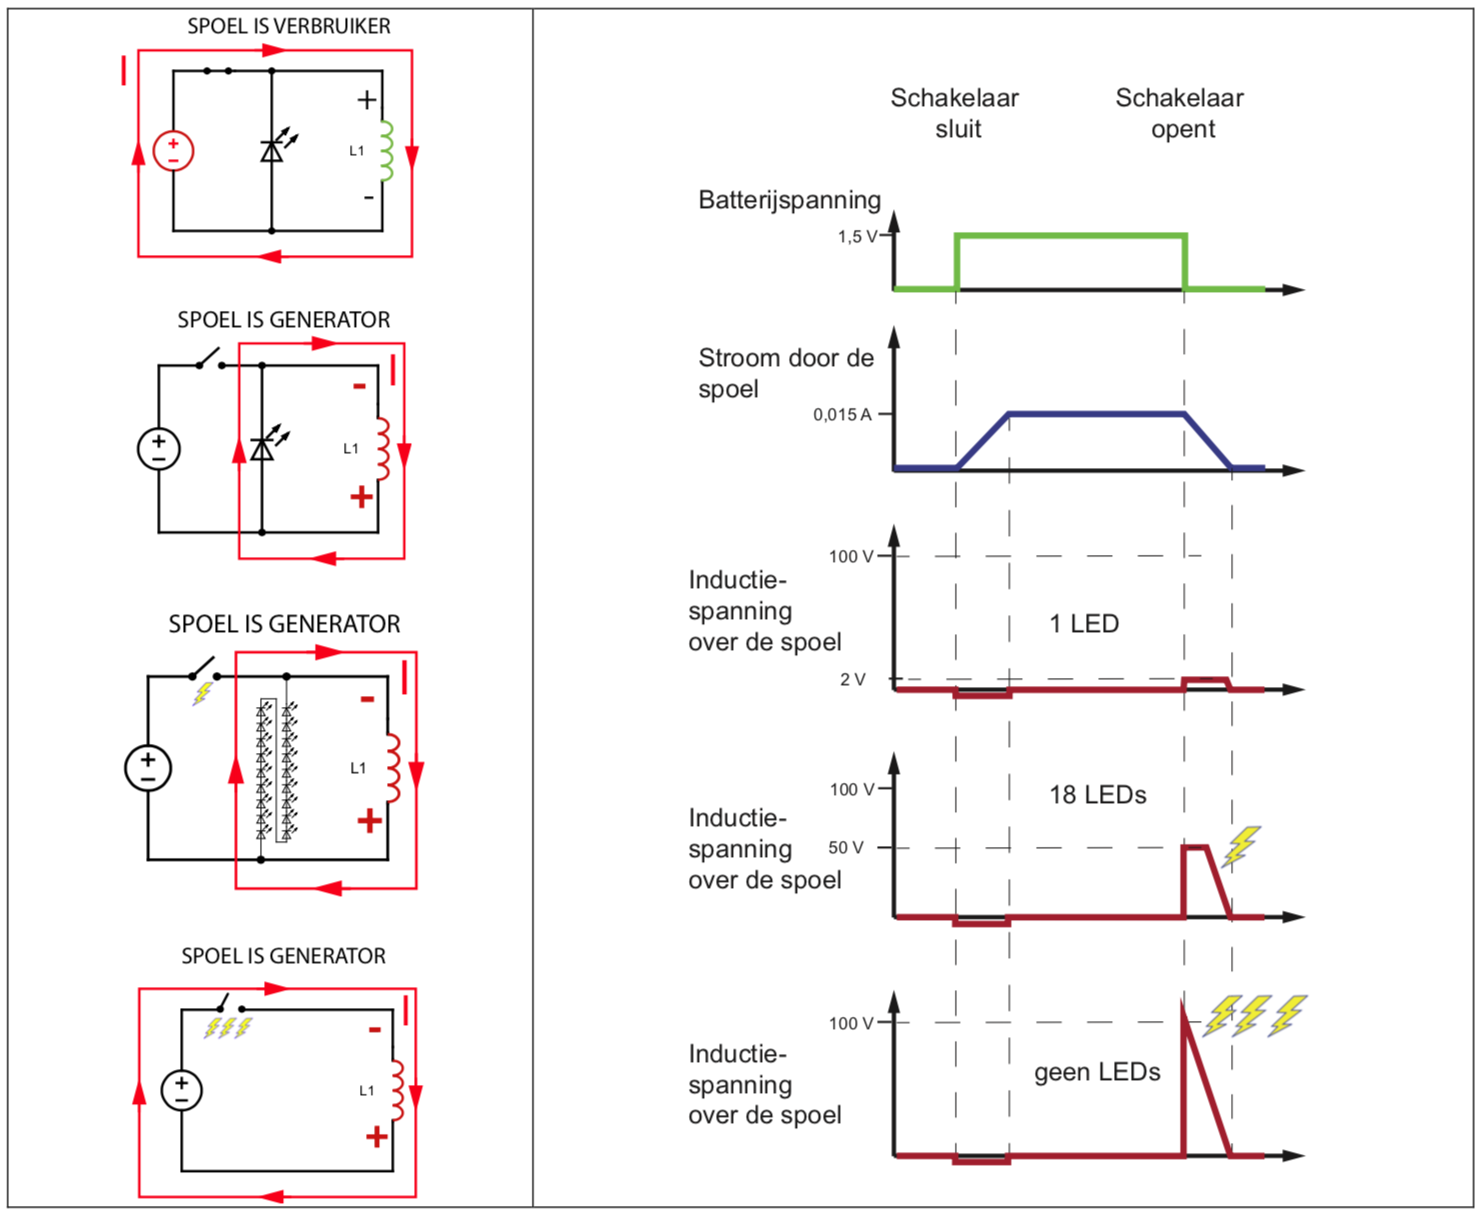 SPOEL IS VERBRUIKER
I
+
+
-
L1
-
SPOEL IS GENERATOR
I
-
+
-
L1
+
SPOEL IS GENERATOR
I
-
+
-
L1
+
SPOEL IS GENERATOR
I
-
+
-
L1
+
Schakelaar
sluit
Schakelaar
opent
Batterijspanning
1,5 V
Stroom door de
spoel
0,015 A
100 V
Inductie-
spanning
over de spoel
1 LED
2 V
100 V
18 LEDs
Inductie-
spanning
over de spoel
50 V
100 V
Inductie-
spanning
over de spoel
geen LEDs